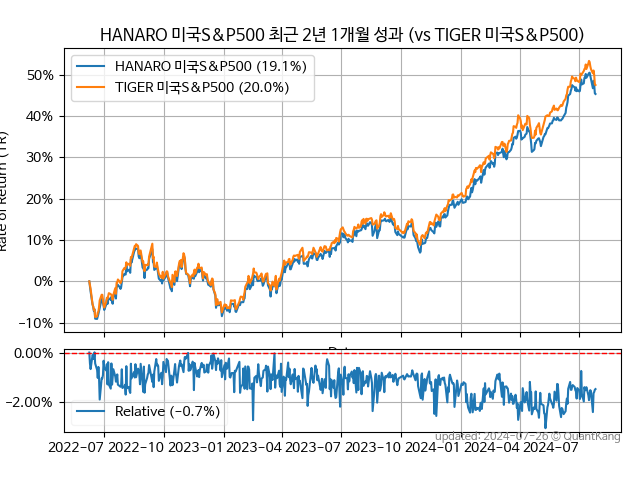 HANARO 미국S&P500 최근 2년 1개월 성과 (vs TIGER 미국S&P500)
HANARO 미국S&P500 (19.1%)
TIGER 미국S&P500 (20.0%)
50%
40%
30%
20%
10%
0%
−10%
Rate of Return (TR)
0.00%
−2.00%
Relative (−0.7%)
updated: 2024-07-26 © QuantKang
2022−07 2022−10 2023−01 2023−04 2023−07 2023−10 2024−01 2024−04 2024−07